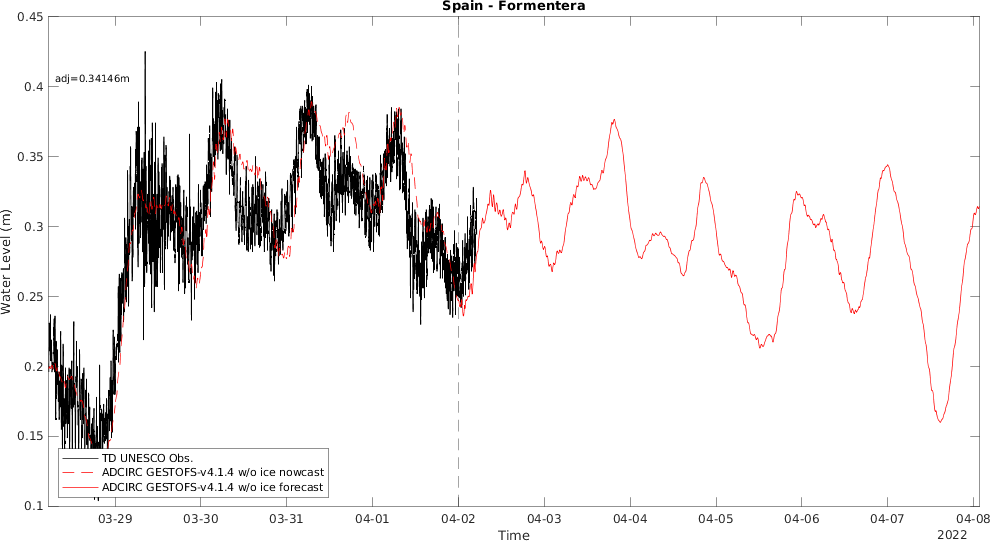 Spain - Formentera
0.45
0.4
0.35
0.3
0.25
0.2
0.15
0.1
Water Level (m)
adj=0.34146m
TD UNESCO Obs.
ADCIRC GESTOFS-v4.1.4 w/o ice nowcast
ADCIRC GESTOFS-v4.1.4 w/o ice forecast
03-29 03-30 03-31 04-01 04-02 04-03 04-04 04-05 04-06 04-07 04-08
Time
2022